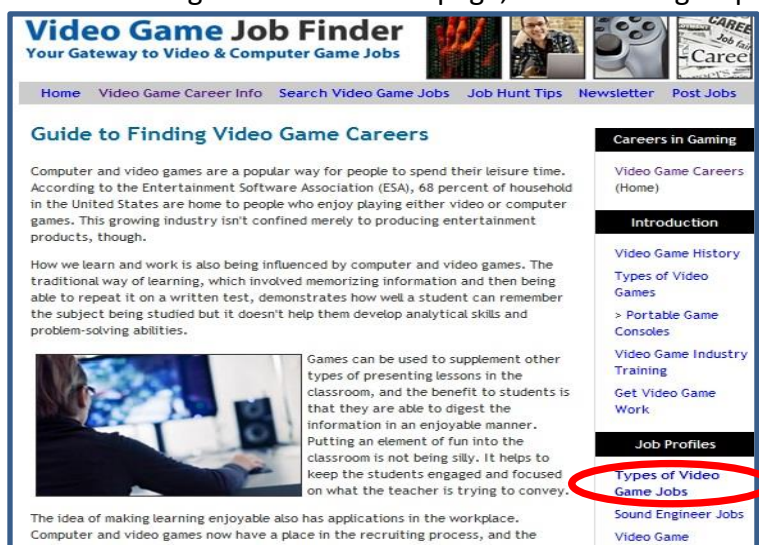 Video Game Job Finder
Your Gateway to Video & Computer Game Jobs
CAREE
Job fai
Caree
Home Video Game Career Info Search Video Game Jobs Job Hunt Tips Newsletter Post Jobs
Guide to Finding Video Game Careers
Computer and video games are a popular way for people to spend their leisure time.
According to the Entertainment Software Association (ESA), 68 percent of household
in the United States are home to people who enjoy playing either video or computer
games. This growing industry isn't confined merely to producing entertainment
products, though.
How we learn and work is also being influenced by computer and video games. The
traditional way of learning, which involved memorizing information and then being
able to repeat it on a written test, demonstrates how well a student can remember
the subject being studied but it doesn't help them develop analytical skills and
problem-solving abilities.
Games can be used to supplement other
types of presenting lessons in the
classroom, and the benefit to students is
that they are able to digest the
information in an enjoyable manner.
Putting an element of fun into the
classroom is not being silly. It helps to
keep the students engaged and focused
on what the teacher is trying to convey.
The idea of making learning enjoyable also has applications in the workplace.
Computer and video games now have a place in the recruiting process, and the
Careers in Gaming
Video Game Careers
(Home)
Introduction
Video Game History
Types of Video
Games
> Portable Game
Consoles
Video Game Industry
Training
Get Video Game
Work
Job Profiles
Types of Video
Game Jobs
Sound Engineer Jobs
Video Game